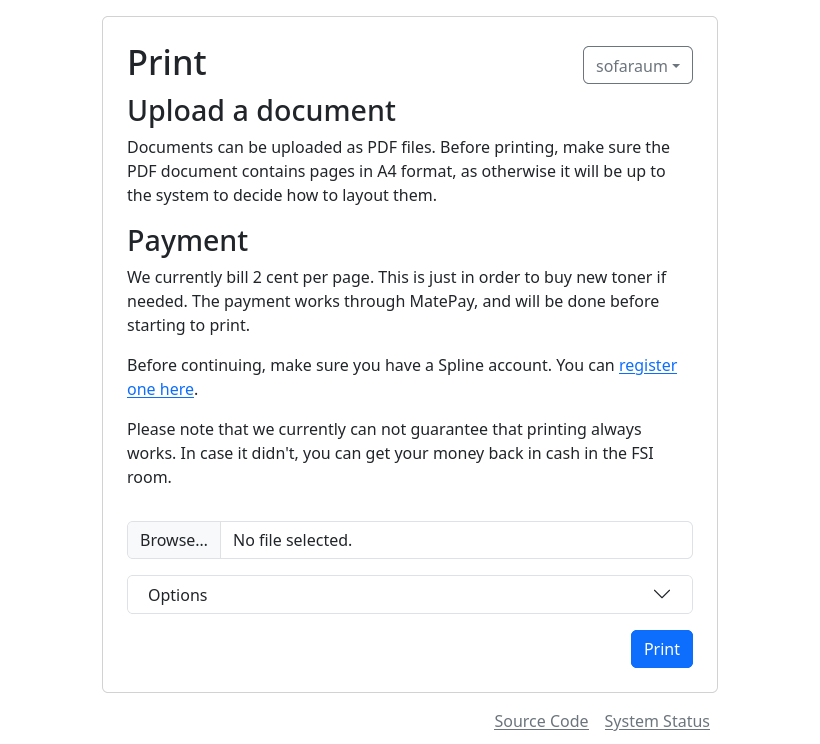 Print
sofaraum
Upload a document
Documents can be uploaded as PDF files. Before printing, make sure the
PDF document contains pages in A4 format, as otherwise it will be up to
the system to decide how to layout them.
Payment
We currently bill 2 cent per page. This is just in order to buy new toner if
needed. The payment works through MatePay, and will be done before
starting to print.
Before continuing, make sure you have a Spline account. You can register
one here.
Please note that we currently can not guarantee that printing always
works. In case it didn't, you can get your money back in cash in the FSI
room.
Browse... No file selected.
Options
Print
Source Code System Status